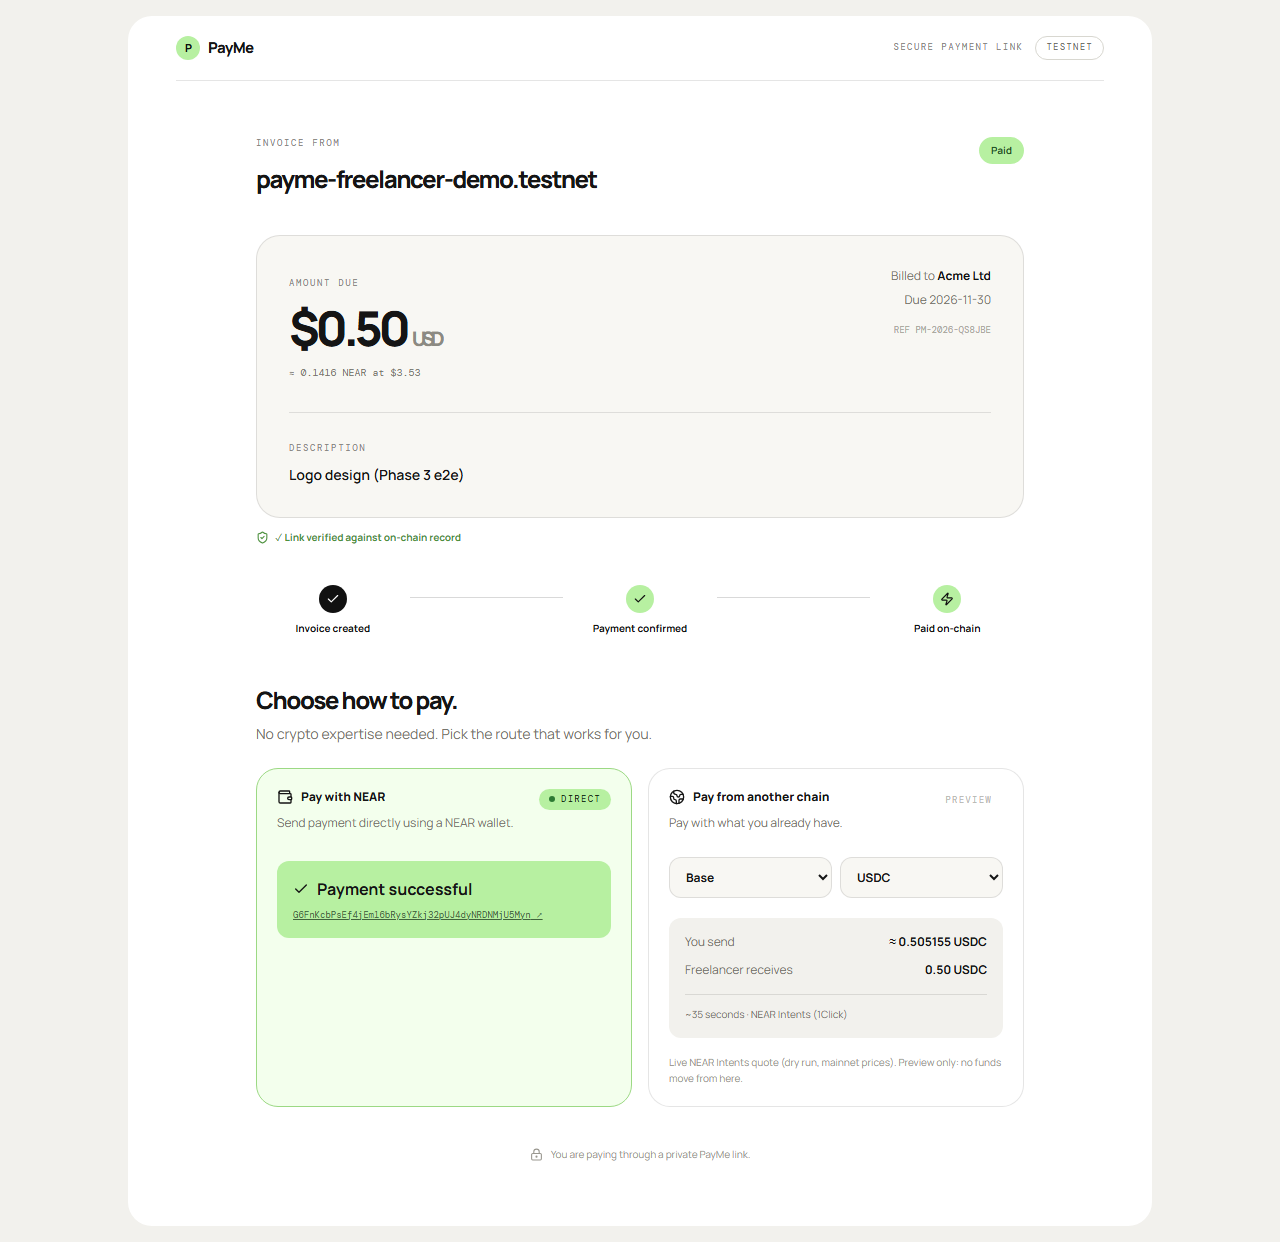 P PayMe
SECURE PAYMENT LINK
TESTNET
INVOICE FROM
Paid
payme-freelancer-demo.testnet
AMOUNT DUE
$0.50 USD
≈ 0.1416 NEAR at $3.53
Billed to Acme Ltd
Due 2026-11-30
REF PM-2026-QS8JBE
DESCRIPTION
Logo design (Phase 3 e2e)
✓ Link verified against on-chain record
Invoice created
Payment confirmed
Paid on-chain
Choose how to pay.
No crypto expertise needed. Pick the route that works for you.
Pay with NEAR
DIRECT
Send payment directly using a NEAR wallet.
Payment successful
G6FnKcbPsEf4jEml6bRysYZkj32pUJ4dyNRDNMjU5Myn ↗
Pay from another chain
PREVIEW
Pay with what you already have.
Base
USDC
You send ≈ 0.505155 USDC
Freelancer receives 0.50 USDC
~35 seconds · NEAR Intents (1Click)
Live NEAR Intents quote (dry run, mainnet prices). Preview only: no funds
move from here.
You are paying through a private PayMe link.